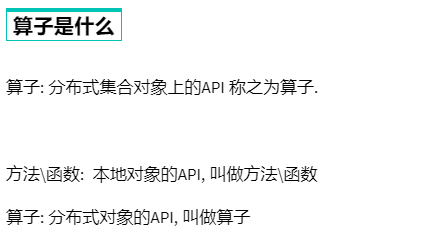 算子是什么
算子: 分布式集合对象上的API 称之为算子.
方法\函数:  本地对象的API, 叫做方法\函数
算子: 分布式对象的API, 叫做算子